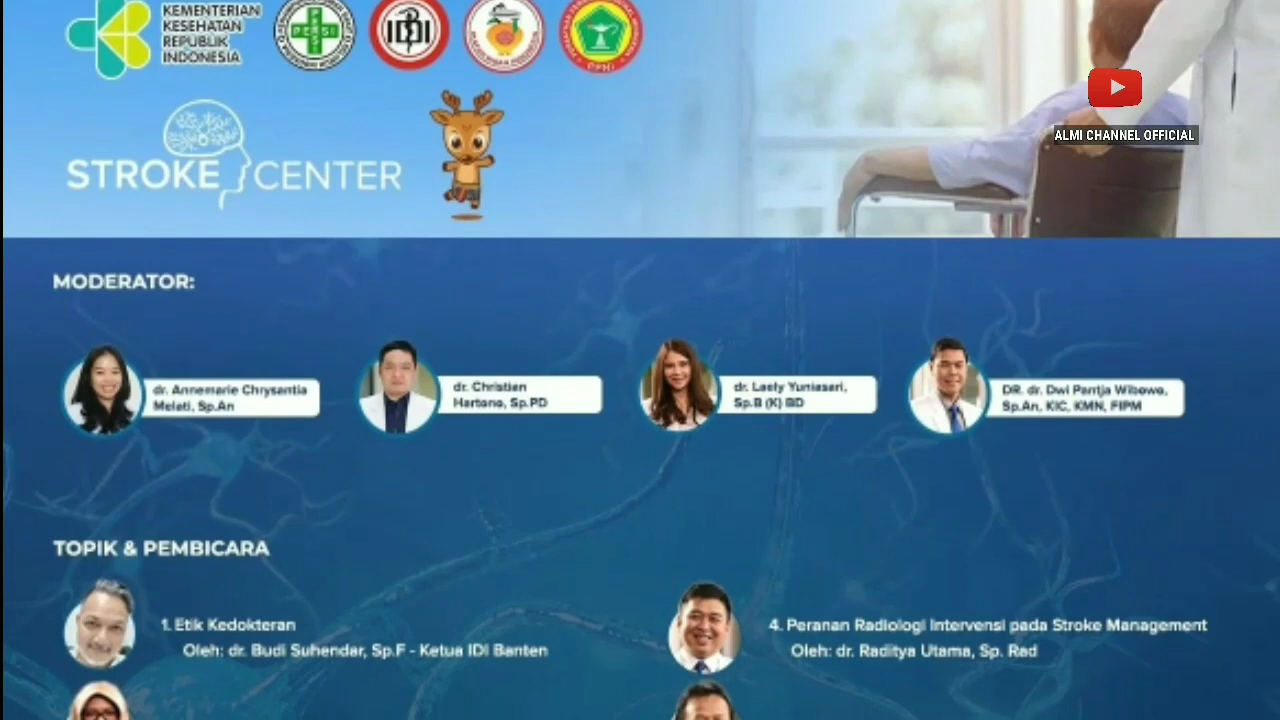 KEMENTERIAN
KESEHATAN
REPUBLIK
INDONESIA
PERSI
IDI
PPNI
STROKE CENTER
ALMI CHANNEL OFFICIAL
MODERATOR:
dr. Annemarie Chrysantia
Melati, Sp.An
dr. Christian
Hartono, Sp.PD
dr. Laely Yuniasari,
Sp.B (K) BD
DR. dr. Dwi Pantja Wibowo,
Sp.An, KIC, KMN, FIPM
TOPIK & PEMBICARA
1. Etik Kedokteran
Oleh: dr. Budi Suhendar, Sp.F - Ketua IDI Banten
4. Peranan Radiologi Intervensi pada Stroke Management
Oleh: dr. Raditya Utama, Sp. Rad